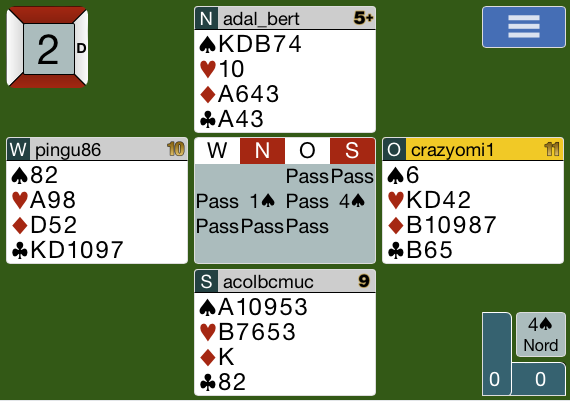 2 D
N adal_bert 5+
♠KDB74
♥10
♦A643
♣A43
W pingu86 10
♠82
♥A98
♦D52
♣KD1097
W N O S
Pass Pass
Pass 1♠ Pass 4♠
Pass Pass Pass
O crazyomi1 11
♠6
♥KD42
♦B10987
♣B65
S acolbcmuc 9
♠A10953
♥B7653
♦K
♣82
4♠
Nord
0 0